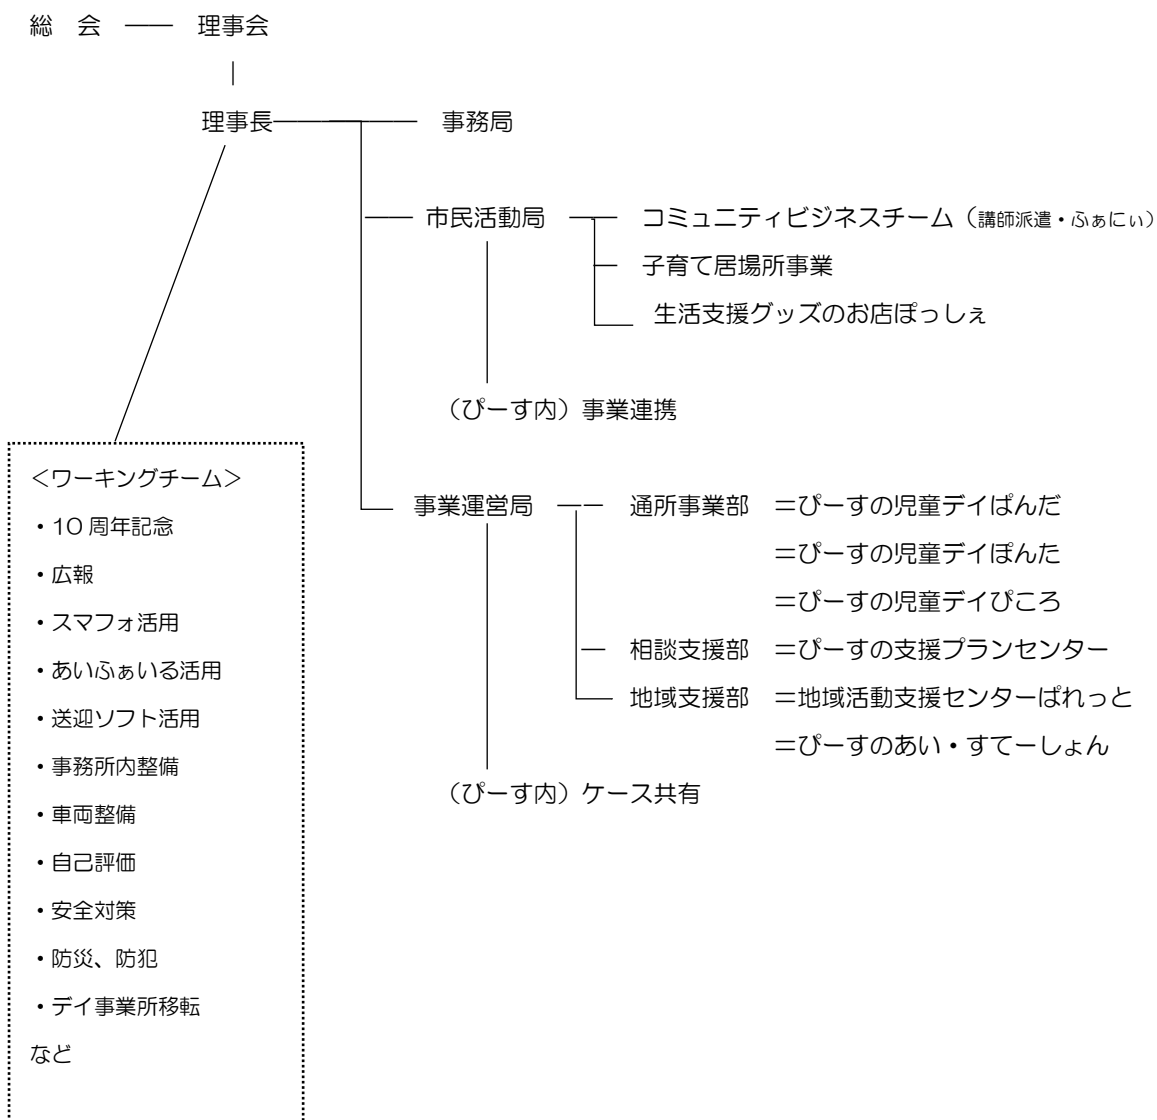 総　会　――　理事会
理事長　事務局
市民活動局　コミュニティビジネスチーム（講師派遣・ふぁにぃ）
子育て居場所事業
生活支援グッズのお店ぽっしぇ
（ぴーす内）事業連携
＜ワーキングチーム＞
・10周年記念
・広報
・スマフォ活用
・あいふぁいる活用
・送迎ソフト活用
・事務所内整備
・車両整備
・自己評価
・安全対策
・防災、防犯
・デイ事業所移転
など
事業運営局　――　通所事業部　＝ぴーすの児童デイぱんだ
＝ぴーすの児童デイぽんた
＝ぴーすの児童デイぴころ
相談支援部　＝ぴーすの支援プランセンター
地域支援部　＝地域活動支援センターぱれっと
＝ぴーすのあい・すてーしょん
（ぴーす内）ケース共有